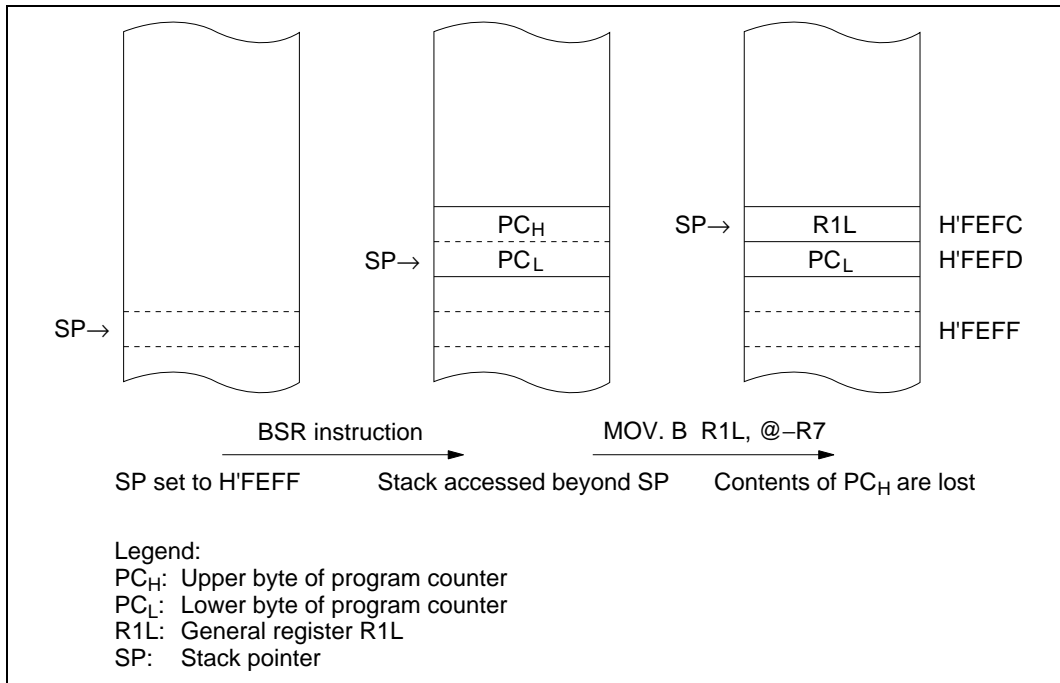 PCH
SP→ R1L H'FEFC
SP→ PCL PCL H'FEFD
SP→ H'FEFF
BSR instruction MOV. B R1L, @–R7
SP set to H'FEFF Stack accessed beyond SP Contents of PCH are lost
Legend:
PCH: Upper byte of program counter
PCL: Lower byte of program counter
R1L: General register R1L
SP: Stack pointer